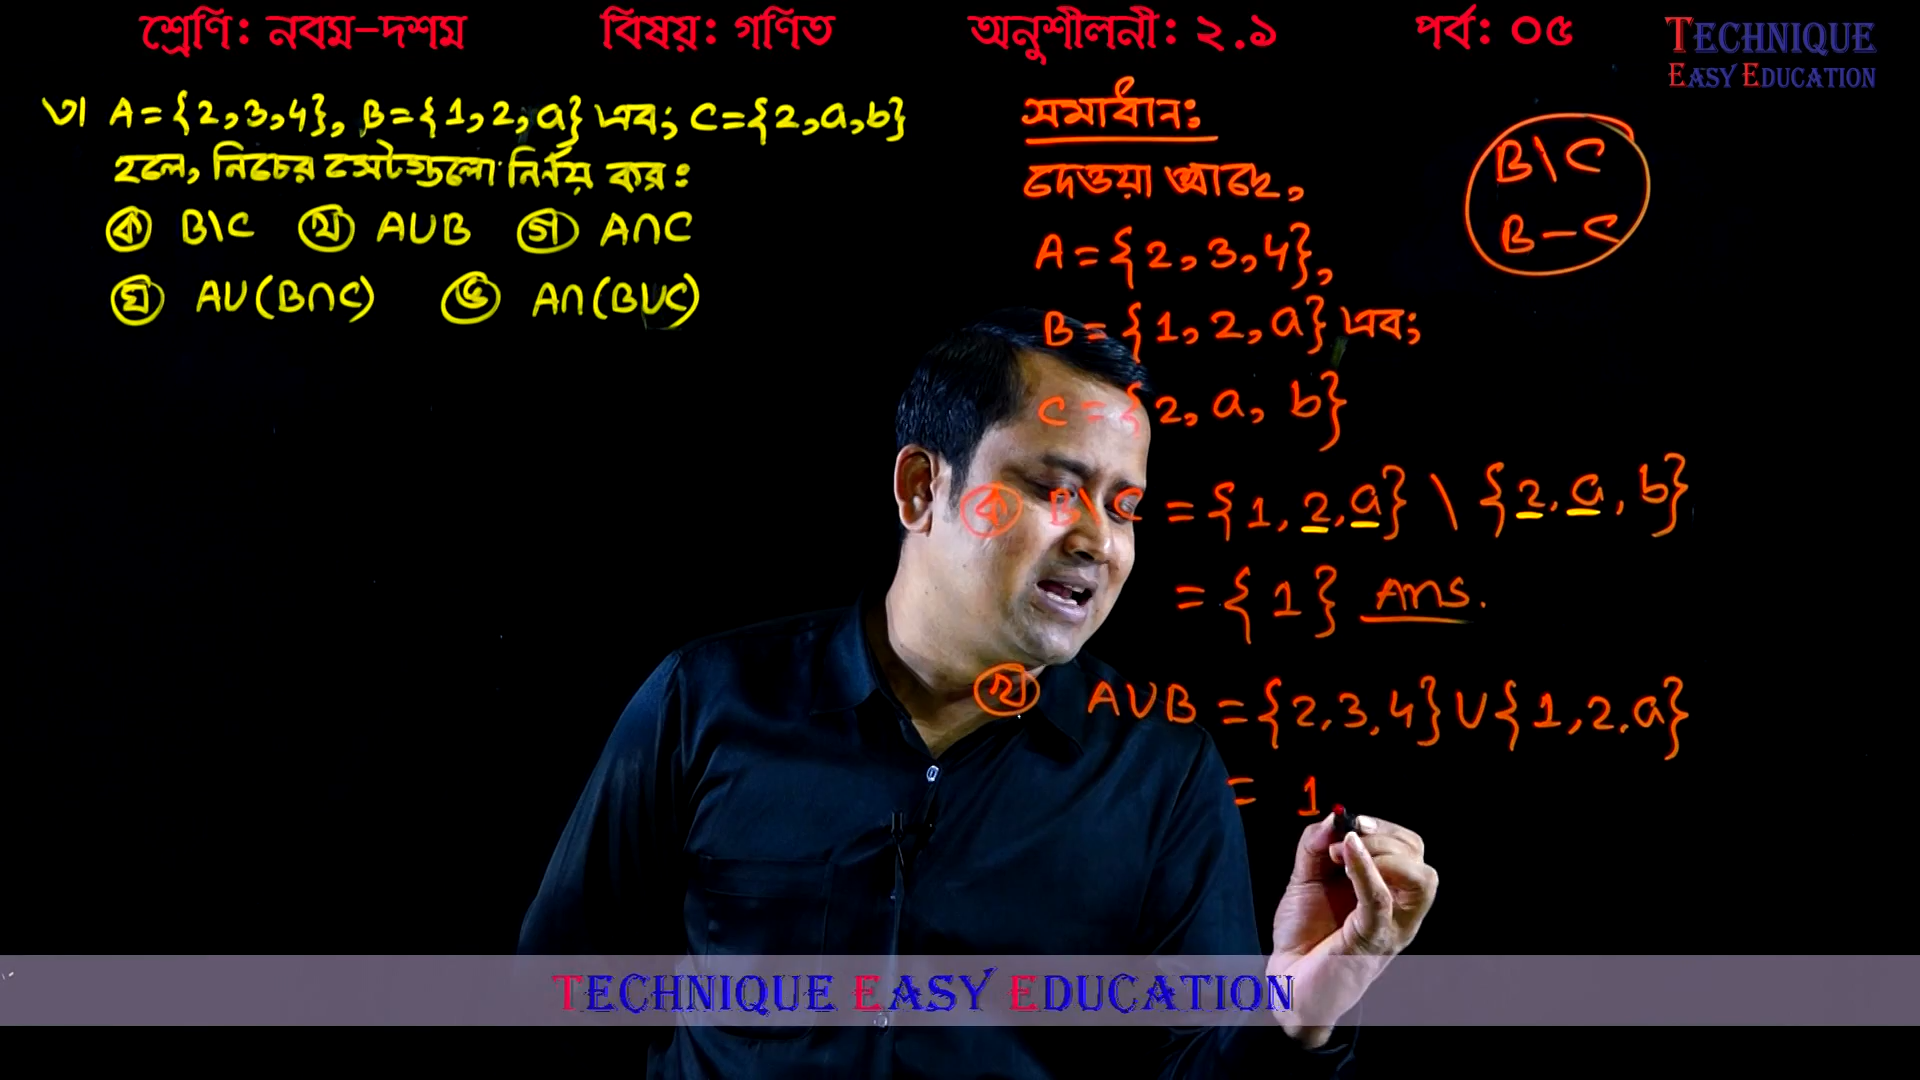 শ্রেণি: নবম-দশম বিষয়: গণিত অনুশীলনী: ২.১ পর্ব: ০৫
TECHNIQUE
EASY EDUCATION
৩। A={2,3,4}, B={1,2,a} এবং C={2,a,b}
হলে, নিচের সেটগুলো নির্ণয় কর:
ক B\C খ A∪B গ A∩C
ঘ A∪(B∩C) ঙ A∩(B∪C)
সমাধান:
দেওয়া আছে,
A={2,3,4},
B={1,2,a} এবং
C={2,a,b}
B\C
B-C
ক B\C = {1,2,a} \ {2,a,b}
= {1} Ans.
খ A∪B = {2,3,4}∪{1,2,a}
= 1,
TECHNIQUE EASY EDUCATION